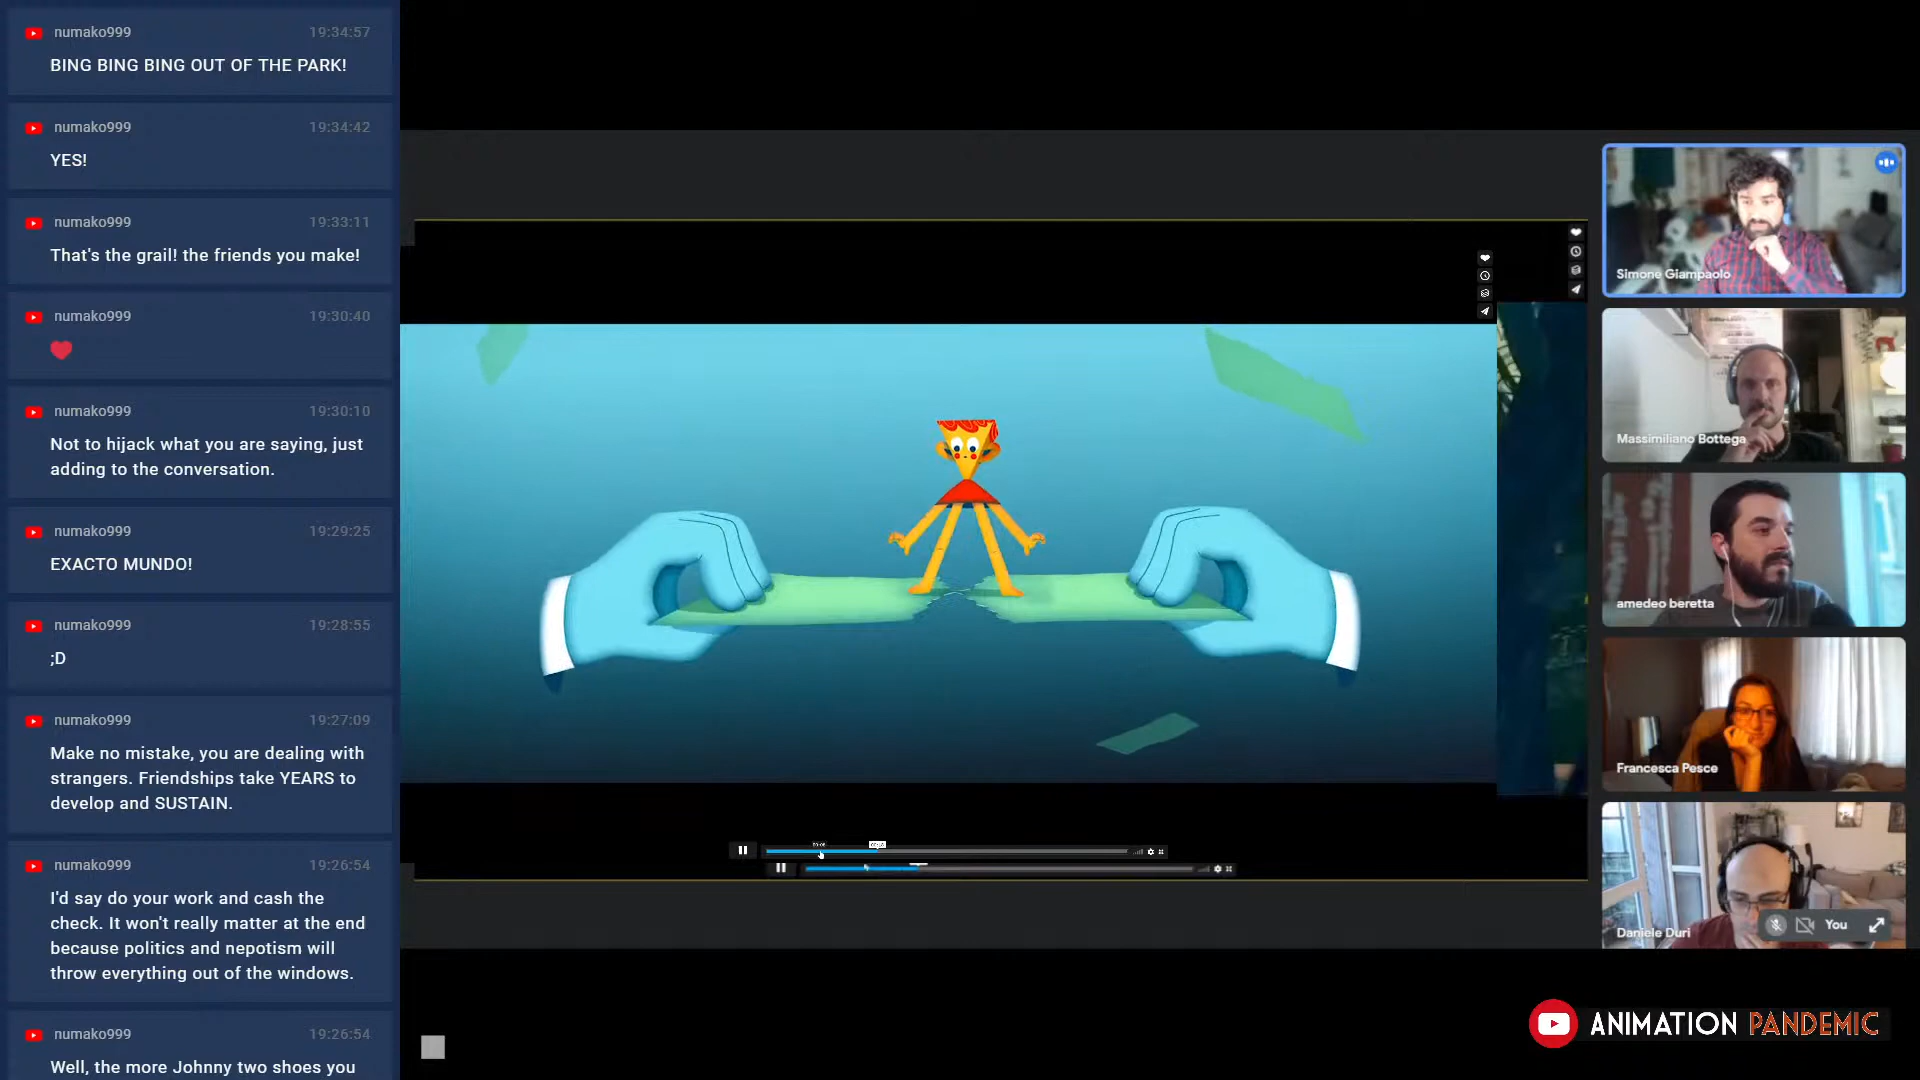 numako999 19:34:57
BING BING BING OUT OF THE PARK!
numako999 19:34:42
YES!
numako999 19:33:11
That's the grail! the friends you make!
numako999 19:30:40
numako999 19:30:10
Not to hijack what you are saying, just
adding to the conversation.
numako999 19:29:25
EXACTO MUNDO!
numako999 19:28:55
;D
numako999 19:27:09
Make no mistake, you are dealing with
strangers. Friendships take YEARS to
develop and SUSTAIN.
numako999 19:26:54
I'd say do your work and cash the
check. It won't really matter at the end
because politics and nepotism will
throw everything out of the windows.
numako999 19:26:54
Well, the more Johnny two shoes you
Simone Giampaolo
Massimiliano Bottega
amedeo beretta
Francesca Pesce
Daniele Duri
You
ANIMATION PANDEMIC